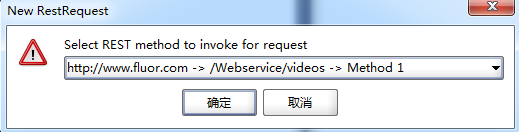 New RestRequest
Select REST method to invoke for request
http://www.fluor.com -> /Webservice/videos -> Method 1
确定
取消